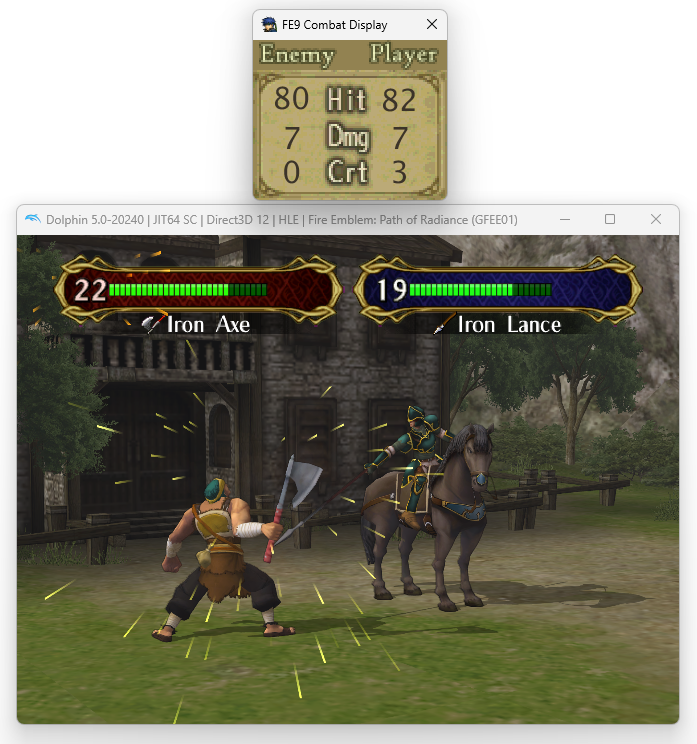 FE9 Combat Display
Enemy Player
80 Hit 82
7 Dmg 7
0 Crt 3
Dolphin 5.0-20240 | JIT64 SC | Direct3D 12 | HLE | Fire Emblem: Path of Radiance (GFEE01)
22 19
Iron Axe Iron Lance